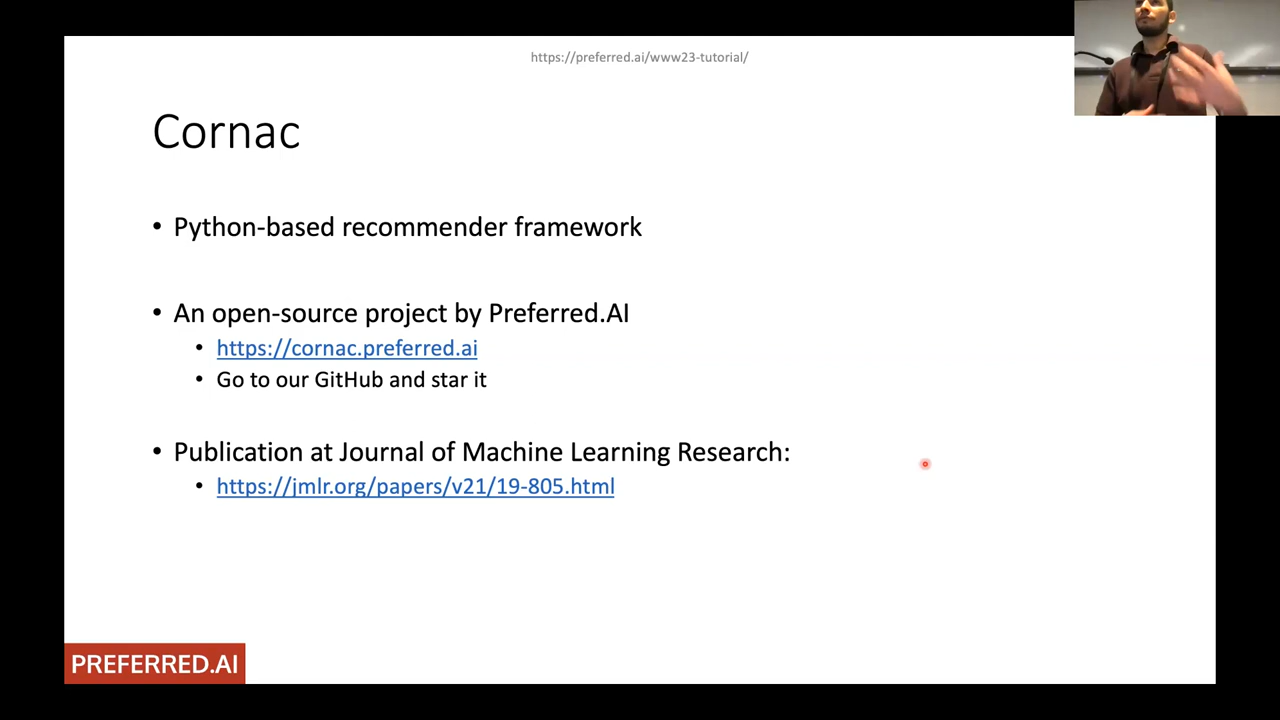 https://preferred.ai/www23-tutorial/
Cornac
• Python-based recommender framework
• An open-source project by Preferred.AI
• https://cornac.preferred.ai
• Go to our GitHub and star it
• Publication at Journal of Machine Learning Research:
• https://jmlr.org/papers/v21/19-805.html
PREFERRED.AI